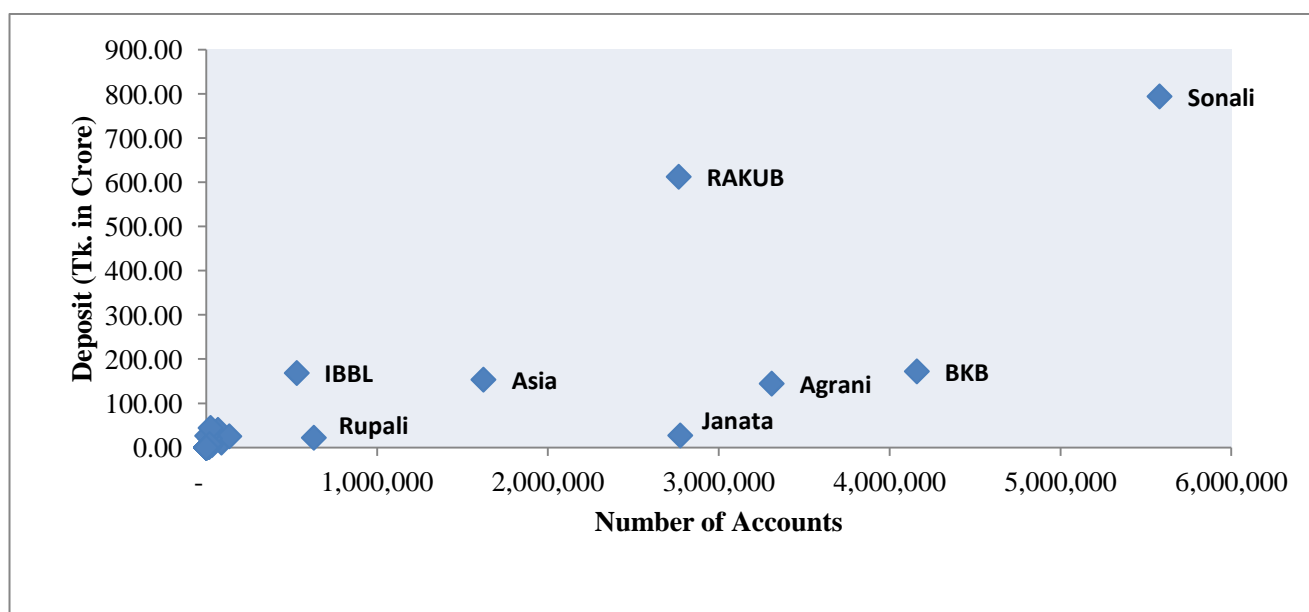 900.00
800.00
700.00
600.00
500.00
400.00
300.00
200.00
100.00
0.00
Deposit (Tk. in Crore)
Sonali
RAKUB
IBBL
Asia
Agrani
BKB
Rupali
Janata
- 1,000,000 2,000,000 3,000,000 4,000,000 5,000,000 6,000,000
Number of Accounts